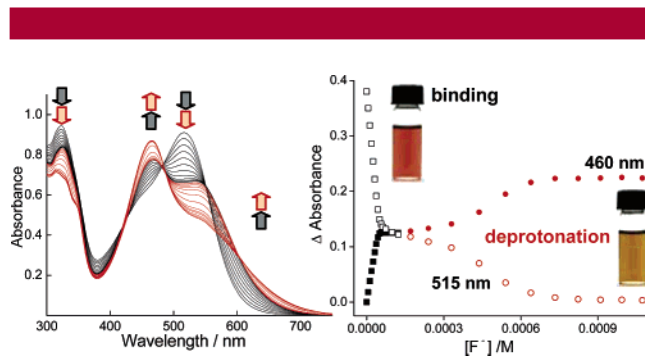 Absorbance
1.0
0.8
0.6
0.4
0.2
300 400 500 600 700
Wavelength / nm
Δ Absorbance
0.4
0.3
0.2
0.1
0.0
binding
460 nm
deprotonation
515 nm
0.0000 0.0003 0.0006 0.0009
[F⁻] /M